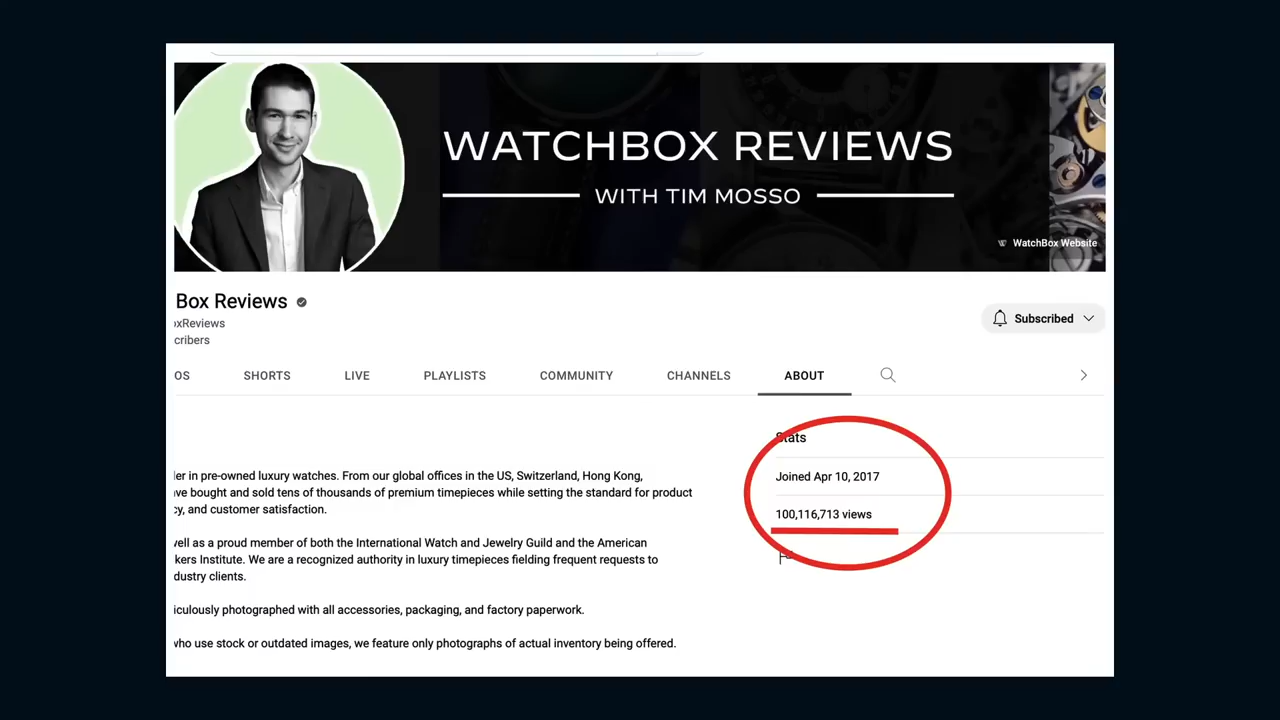 WATCHBOX REVIEWS
WITH TIM MOSSO
WatchBox Website
Box Reviews
oxReviews
cribers
Subscribed
OS SHORTS LIVE PLAYLISTS COMMUNITY CHANNELS ABOUT
Stats
Joined Apr 10, 2017
100,116,713 views
ler in pre-owned luxury watches. From our global offices in the US, Switzerland, Hong Kong,
ve bought and sold tens of thousands of premium timepieces while setting the standard for product
cy, and customer satisfaction.
vell as a proud member of both the International Watch and Jewelry Guild and the American
kers Institute. We are a recognized authority in luxury timepieces fielding frequent requests to
dustry clients.
iculously photographed with all accessories, packaging, and factory paperwork.
who use stock or outdated images, we feature only photographs of actual inventory being offered.